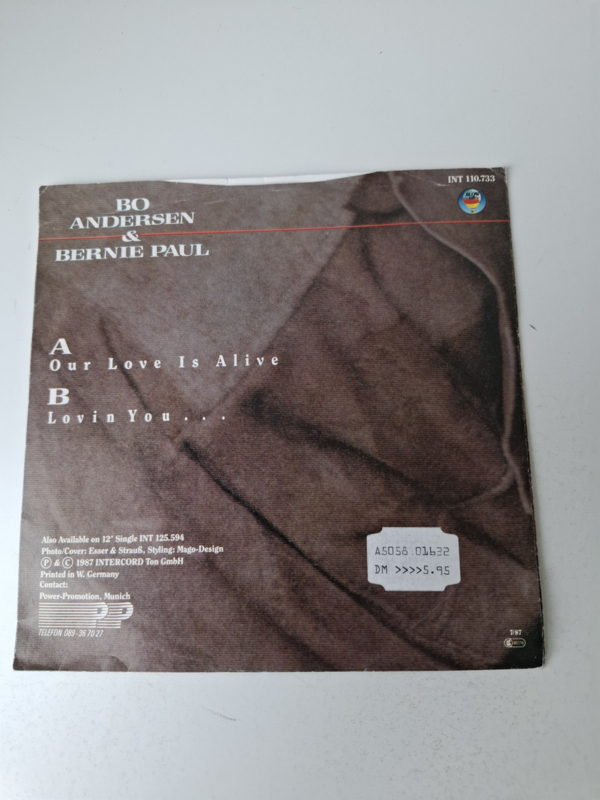 INT 110.733
BO
ANDERSEN
&
BERNIE PAUL
A
Our Love Is Alive
B
Lovin You . . .
Also Available on 12" Single INT 125.594
Photo/Cover: Esser & Strauß, Styling: Mago-Design
Ⓟ & © 1987 INTERCORD Ton GmbH
Printed in W. Germany
Contact:
Power-Promotion, Munich
PP
TELEFON 089-36 70 27
A5058 01632
DM >>>>5.95
7/87